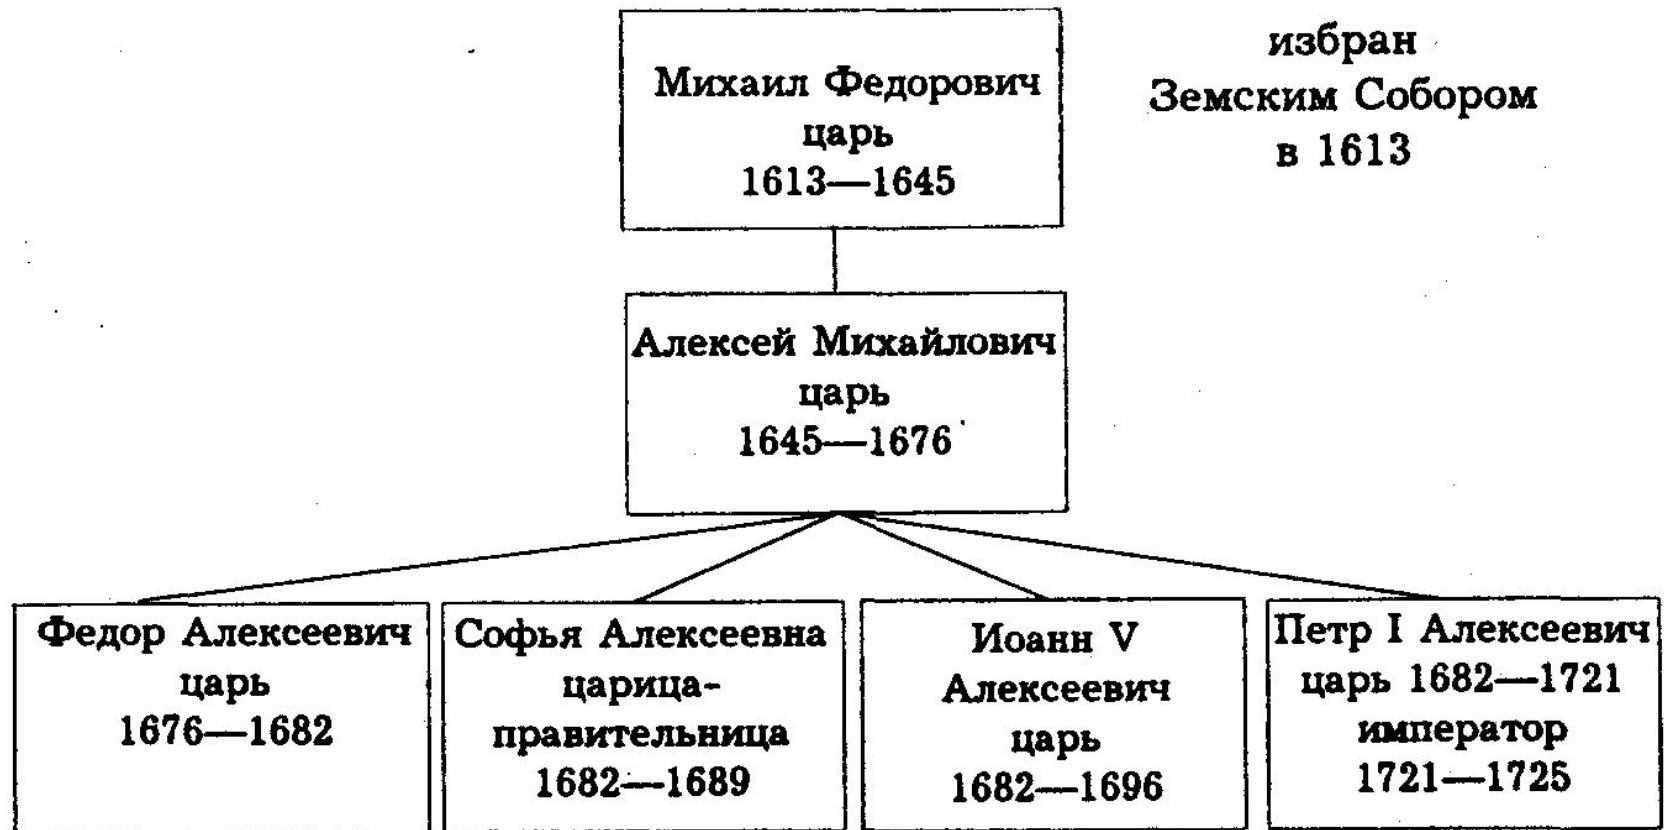 Михаил Федорович
царь
1613—1645
избран
Земским Собором
в 1613
Алексей Михайлович
царь
1645—1676
Федор Алексеевич
царь
1676—1682
Софья Алексеевна
царица-
правительница
1682—1689
Иоанн V
Алексеевич
царь
1682—1696
Петр I Алексеевич
царь 1682—1721
император
1721—1725